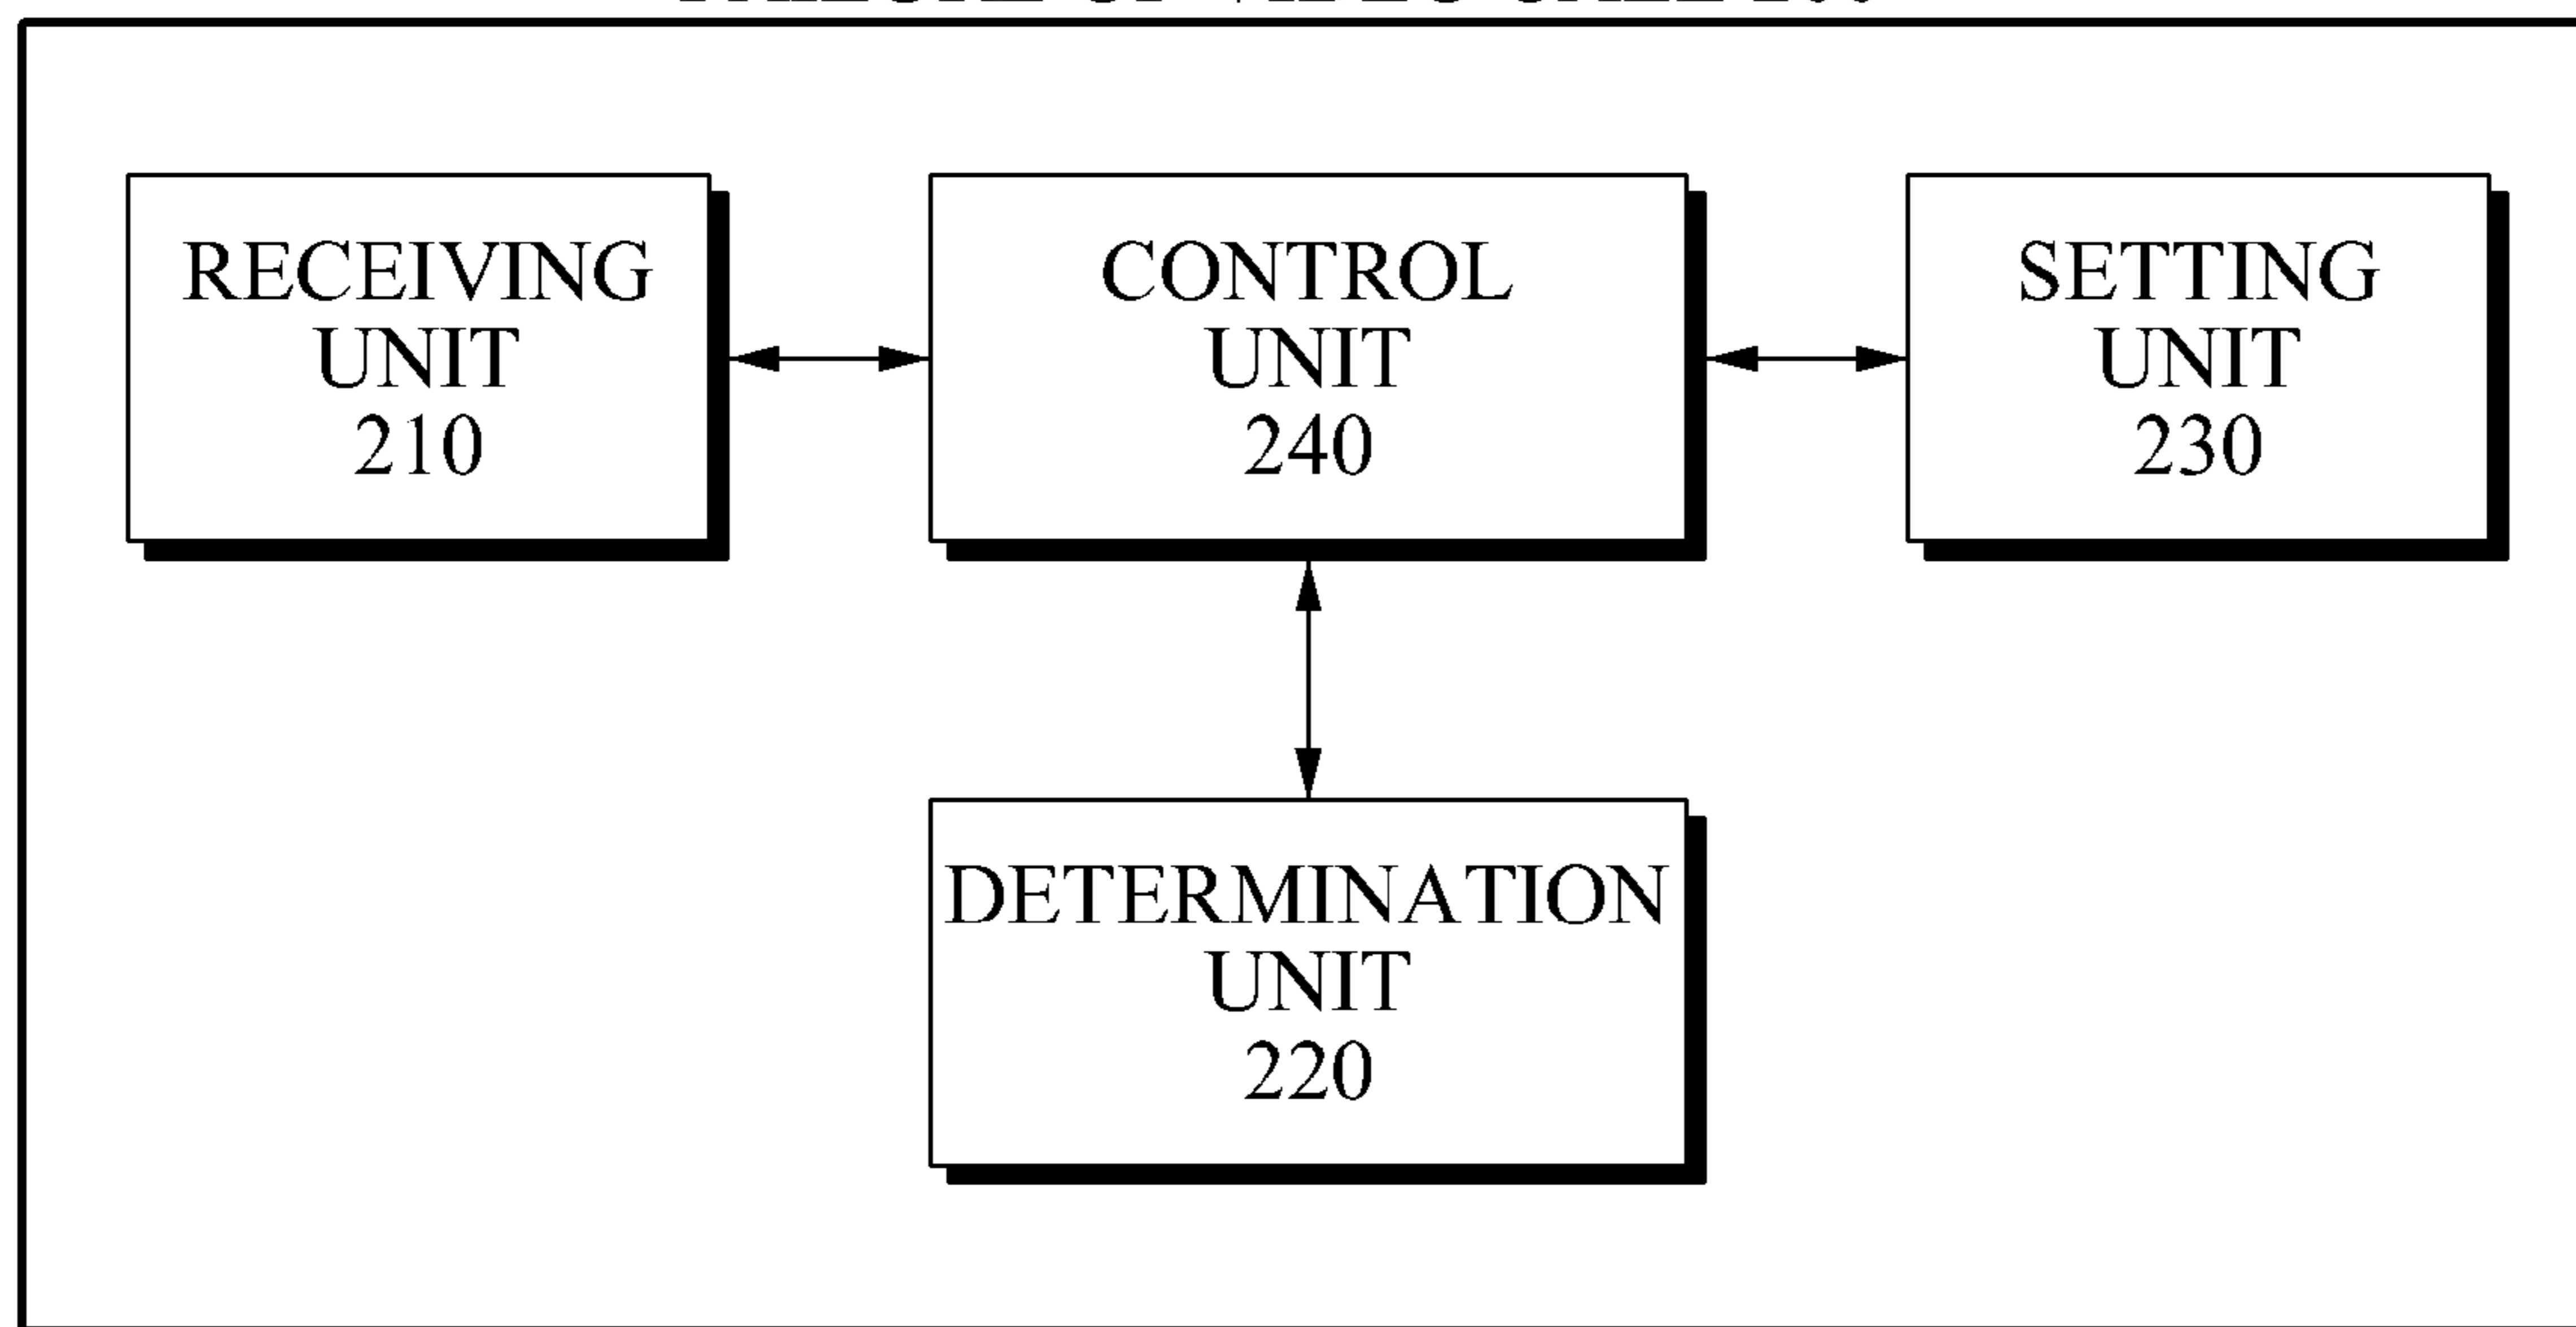 RECEIVING
UNIT
210
CONTROL
UNIT
240
SETTING
UNIT
230
DETERMINATION
UNIT
220